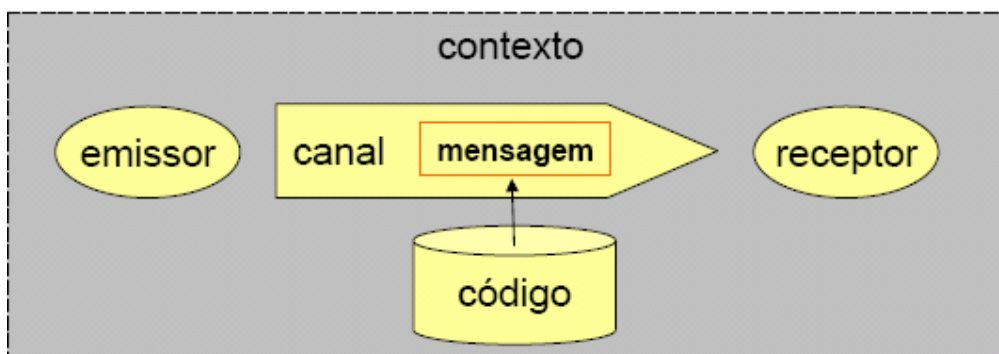 contexto
emissor
canal
mensagem
receptor
código